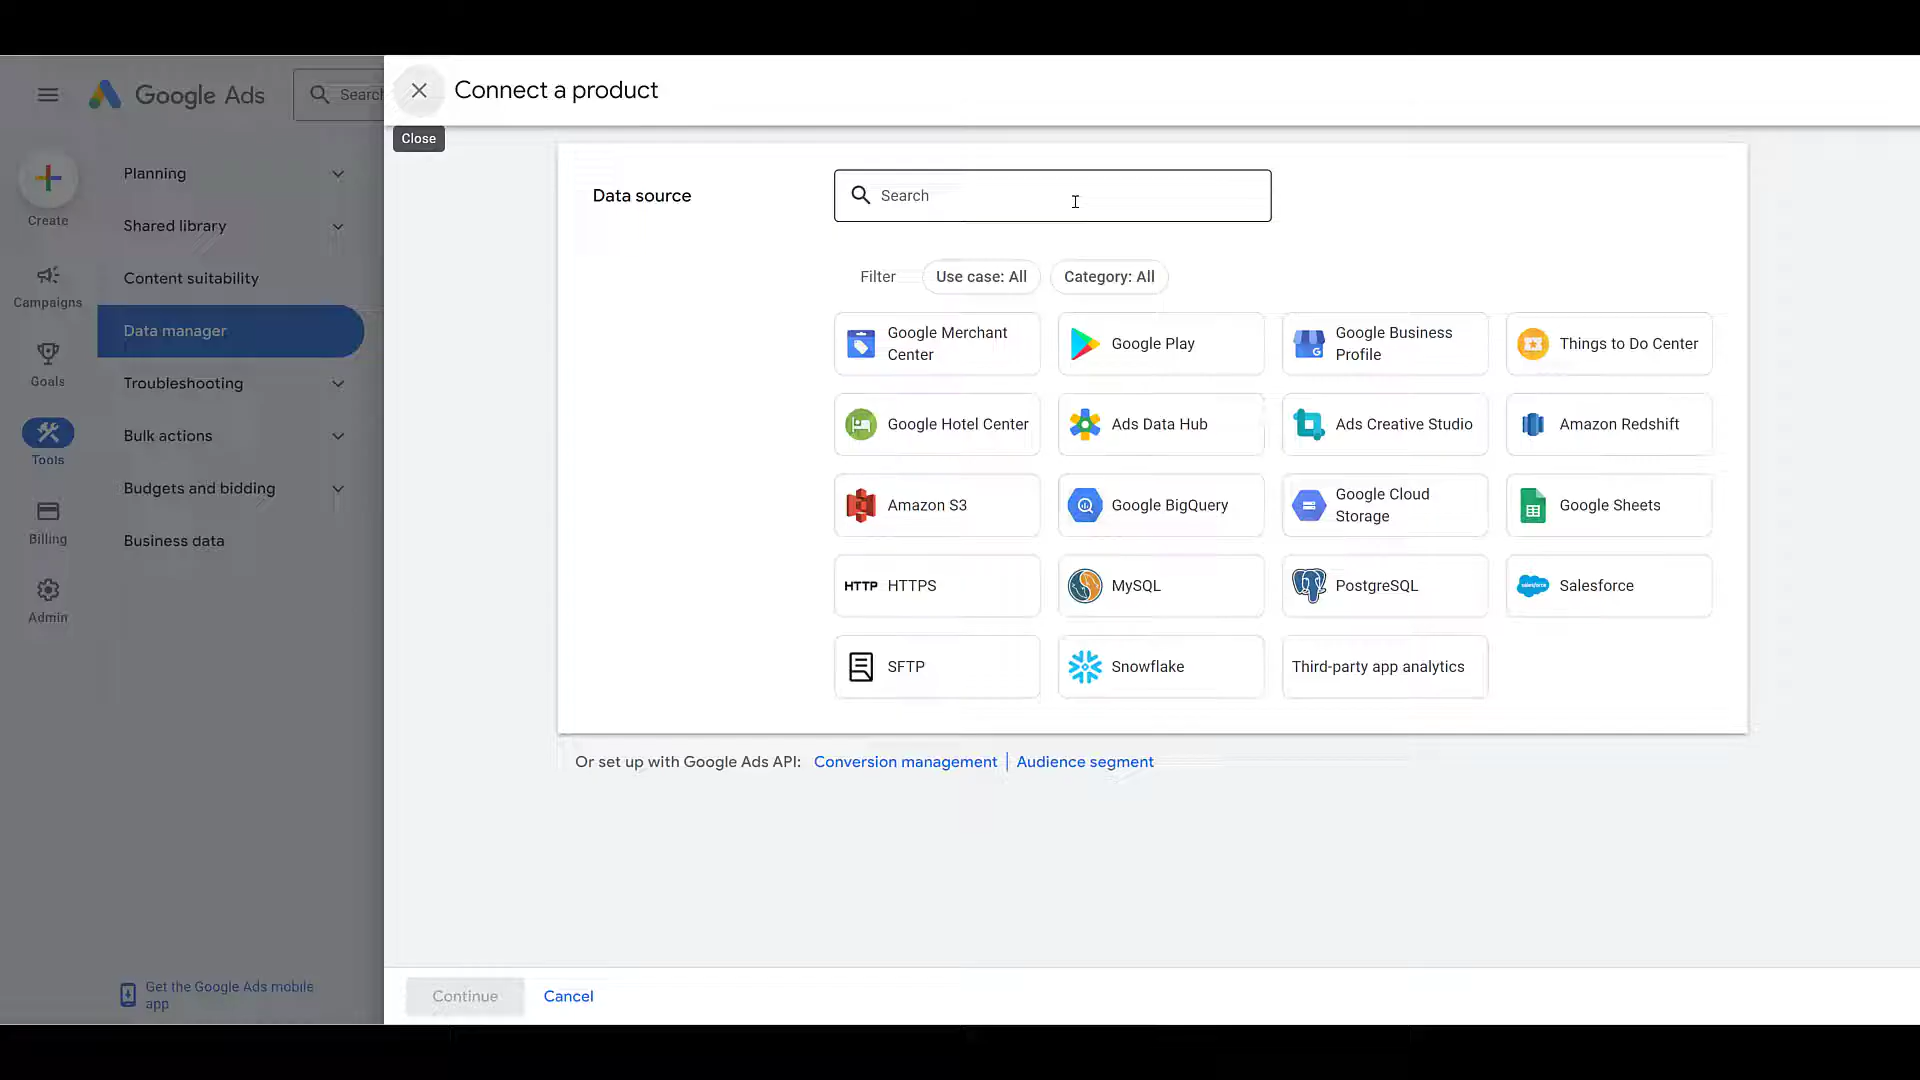 Google Ads
Search
Connect a product
Close
Create
Campaigns
Goals
Tools
Billing
Admin
Planning
Shared library
Content suitability
Data manager
Troubleshooting
Bulk actions
Budgets and bidding
Business data
Get the Google Ads mobile
app
Data source
Search
Filter
Use case: All
Category: All
Google Merchant
Center
Google Play
Google Business
Profile
Things to Do Center
Google Hotel Center
Ads Data Hub
Ads Creative Studio
Amazon Redshift
Amazon S3
Google BigQuery
Google Cloud
Storage
Google Sheets
HTTP HTTPS
MySQL
PostgreSQL
salesforce Salesforce
SFTP
Snowflake
Third-party app analytics
Or set up with Google Ads API: Conversion management | Audience segment
Continue
Cancel